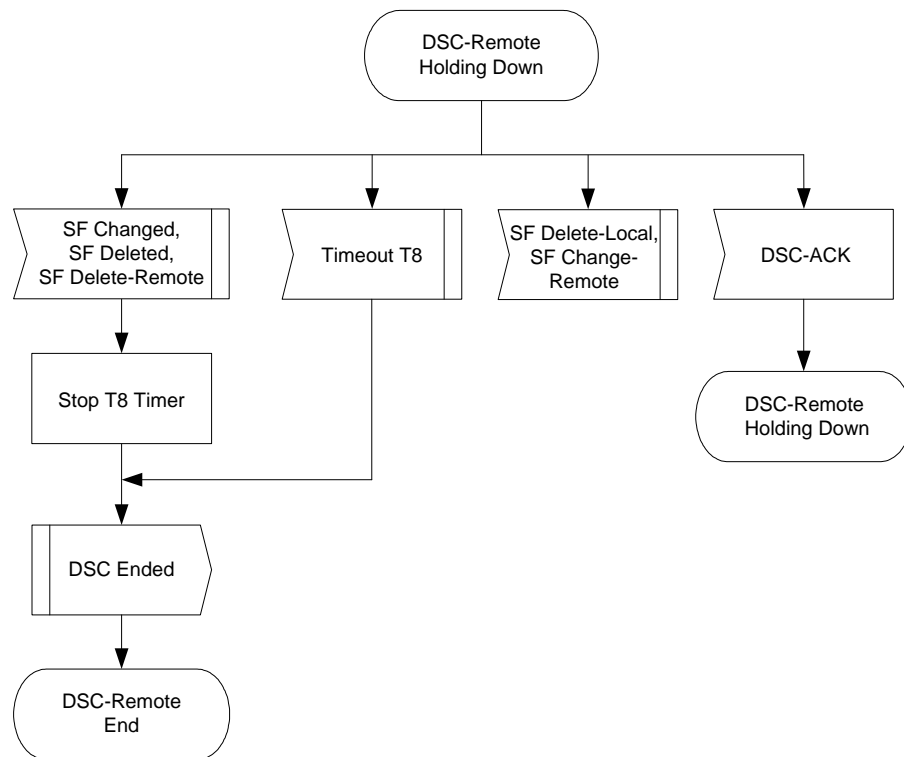 DSC-Remote
Holding Down
SF Changed,
SF Deleted,
SF Delete-Remote
Timeout T8
SF Delete-Local,
SF Change-
Remote
DSC-ACK
Stop T8 Timer
DSC-Remote
Holding Down
DSC Ended
DSC-Remote
End